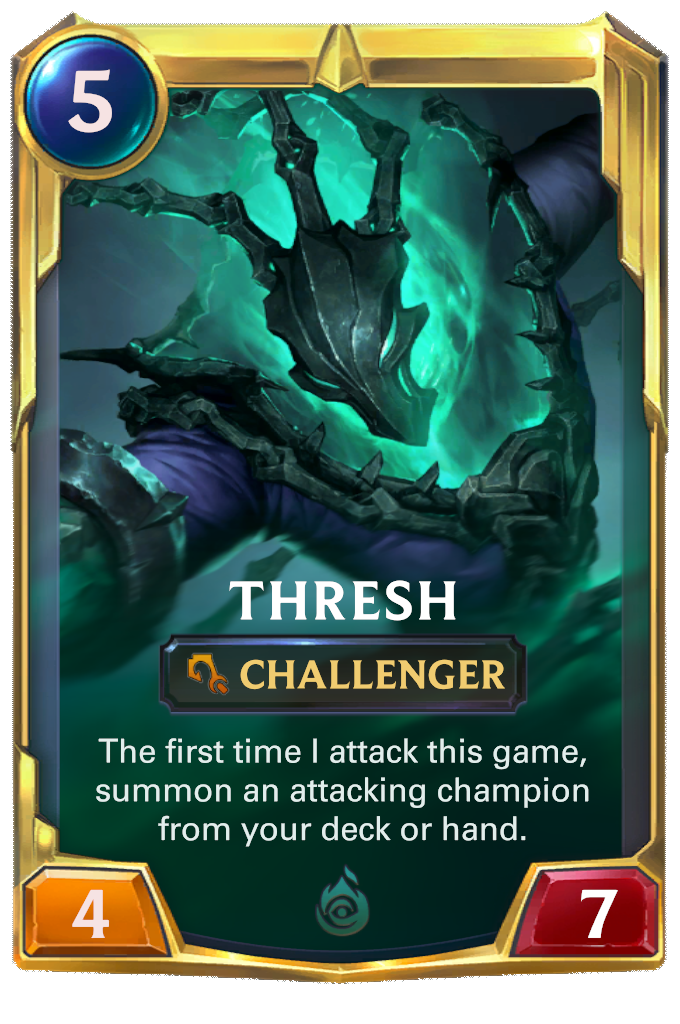 5
THRESH
CHALLENGER
The first time I attack this game,
summon an attacking champion
from your deck or hand.
4
7